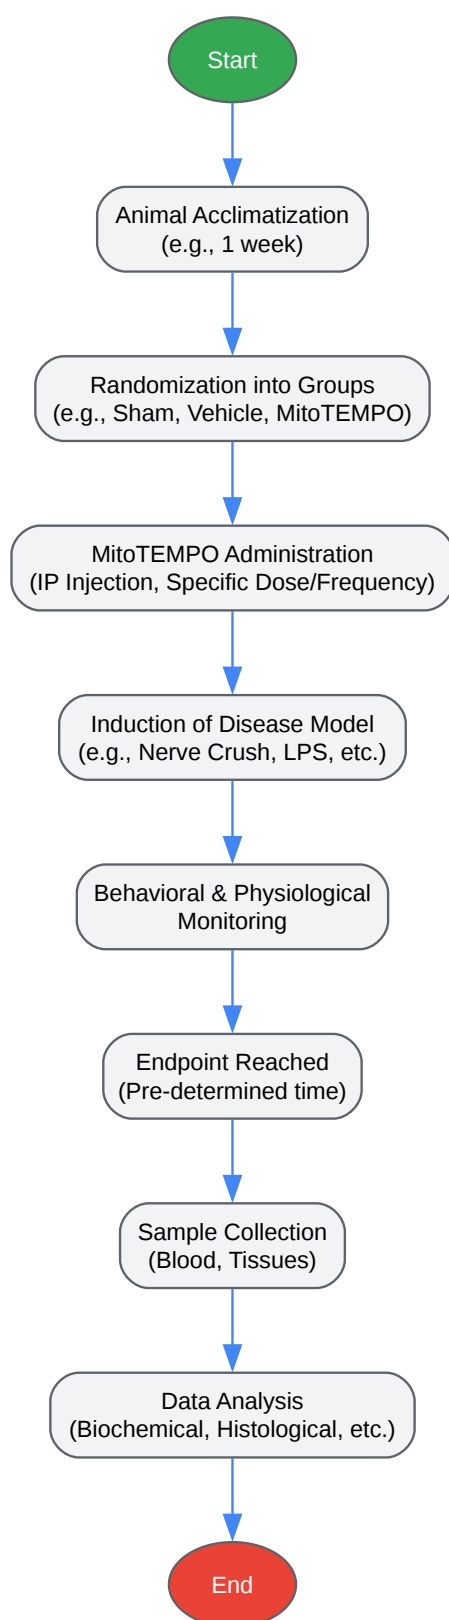 Start
Animal Acclimatization
(e.g., 1 week)
Randomization into Groups
(e.g., Sham, Vehicle, MitoTEMPO)
MitoTEMPO Administration
(IP Injection, Specific Dose/Frequency)
Induction of Disease Model
(e.g., Nerve Crush, LPS, etc.)
Behavioral & Physiological
Monitoring
Endpoint Reached
(Pre-determined time)
Sample Collection
(Blood, Tissues)
Data Analysis
(Biochemical, Histological, etc.)
End